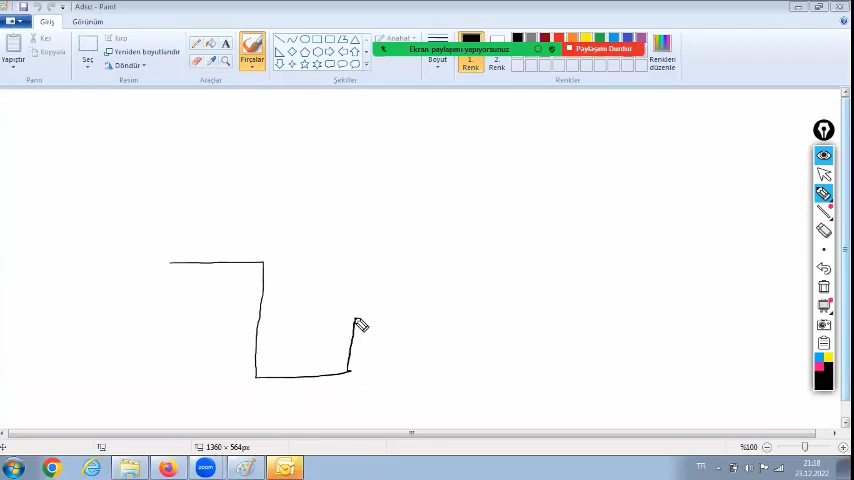 Adsız - Paint
Giriş
Görünüm
Yapıştır
Kes
Kopyala
Pano
Seç
Kırp
Yeniden boyutlandır
Döndür
Resim
A
Araçlar
Fırçalar
Şekiller
Anahat
Ekran paylaşımı yapıyorsunuz
Paylaşımı Durdur
Boyut
1.
Renk
2.
Renk
Renkleri
düzenle
Renkler
1360 × 564px
%100
zoom
TR
21:18
23.12.2022